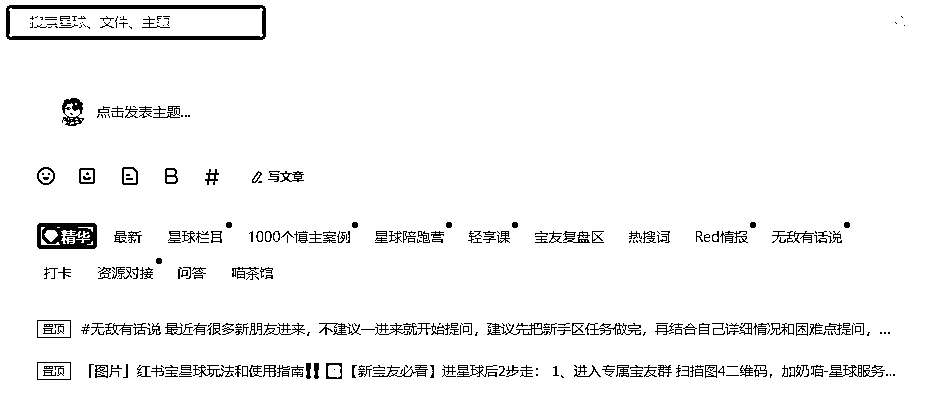 搜索星球、文件、主题
点击发表主题...
B # 写文章
精华 最新 星球栏目 1000个博主案例 星球陪跑营 轻享课 宝友复盘区 热搜词 Red情报 无敌有话说
打卡 资源对接 问答 喵茶馆
置顶 #无敌有话说 最近有很多新朋友进来，不建议一进来就开始提问，建议先把新手区任务做完，再结合自己详细情况和困难点提问，...
置顶 「图片」红书宝星球玩法和使用指南‼️ 【新宝友必看】进星球后2步走： 1、进入专属宝友群 扫描图4二维码，加奶喵-星球服务...